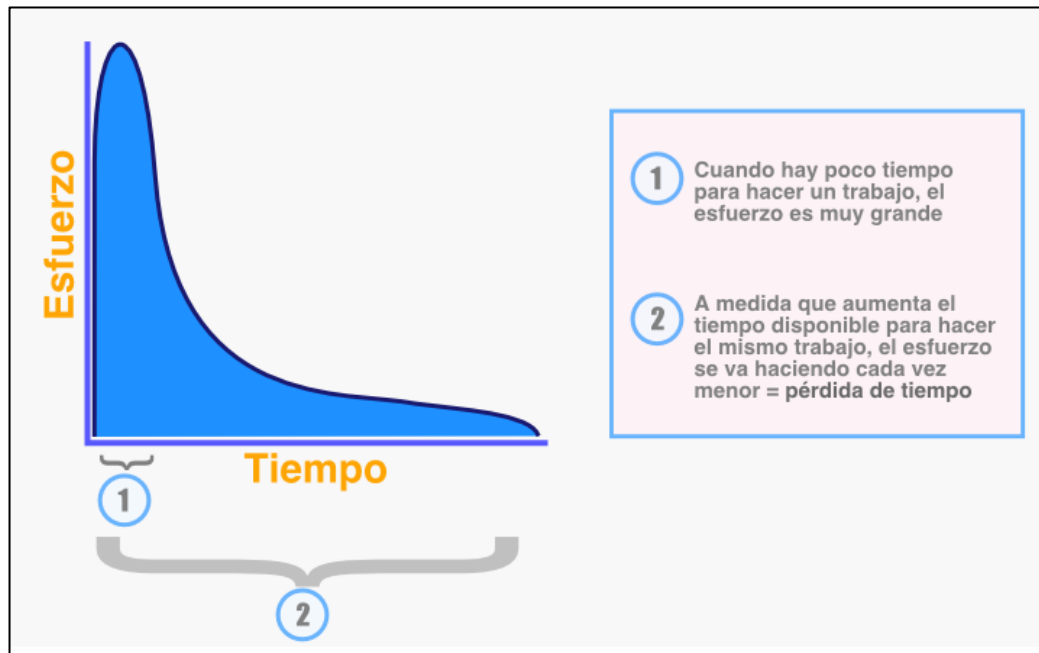 Esfuerzo
Tiempo
1
2
1
Cuando hay poco tiempo
para hacer un trabajo, el
esfuerzo es muy grande
2
A medida que aumenta el
tiempo disponible para hacer
el mismo trabajo, el esfuerzo
se va haciendo cada vez
menor = pérdida de tiempo